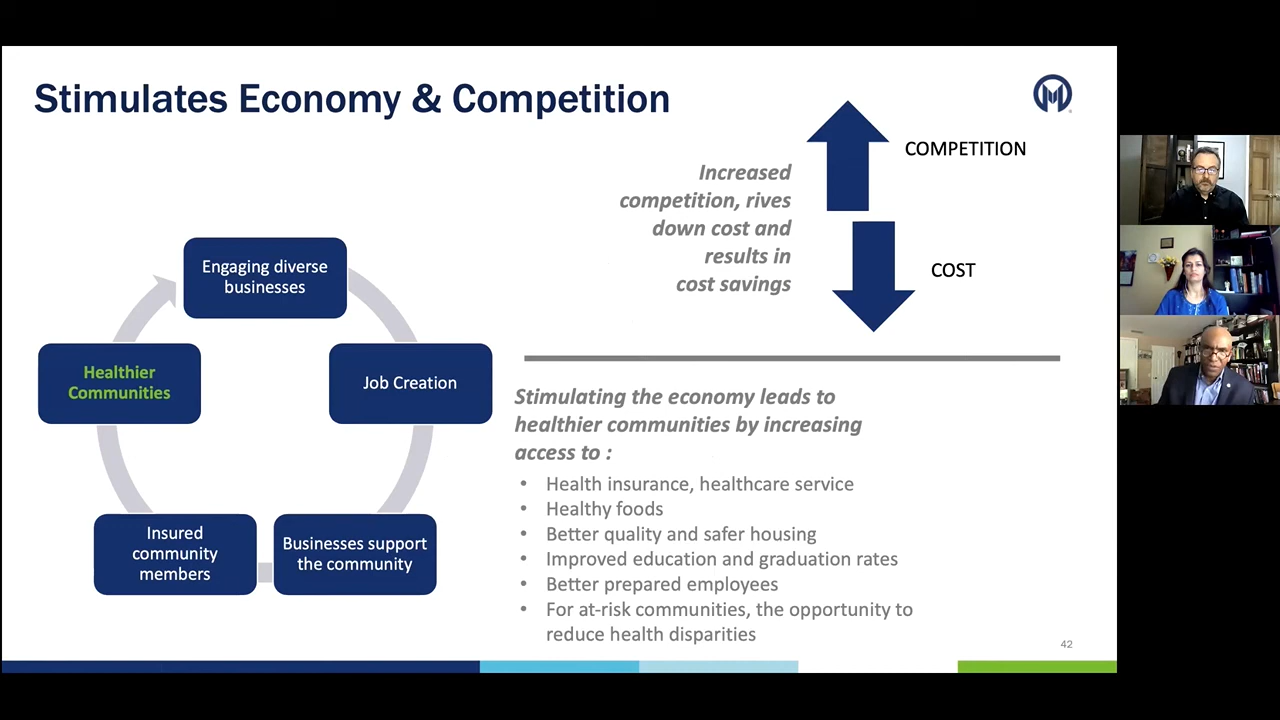 Stimulates Economy & Competition
COMPETITION
Increased
competition, rives
down cost and
results in
cost savings
COST
Engaging diverse
businesses
Healthier
Communities
Job Creation
Insured
community
members
Businesses support
the community
Stimulating the economy leads to
healthier communities by increasing
access to :
• Health insurance, healthcare service
• Healthy foods
• Better quality and safer housing
• Improved education and graduation rates
• Better prepared employees
• For at-risk communities, the opportunity to
reduce health disparities
42